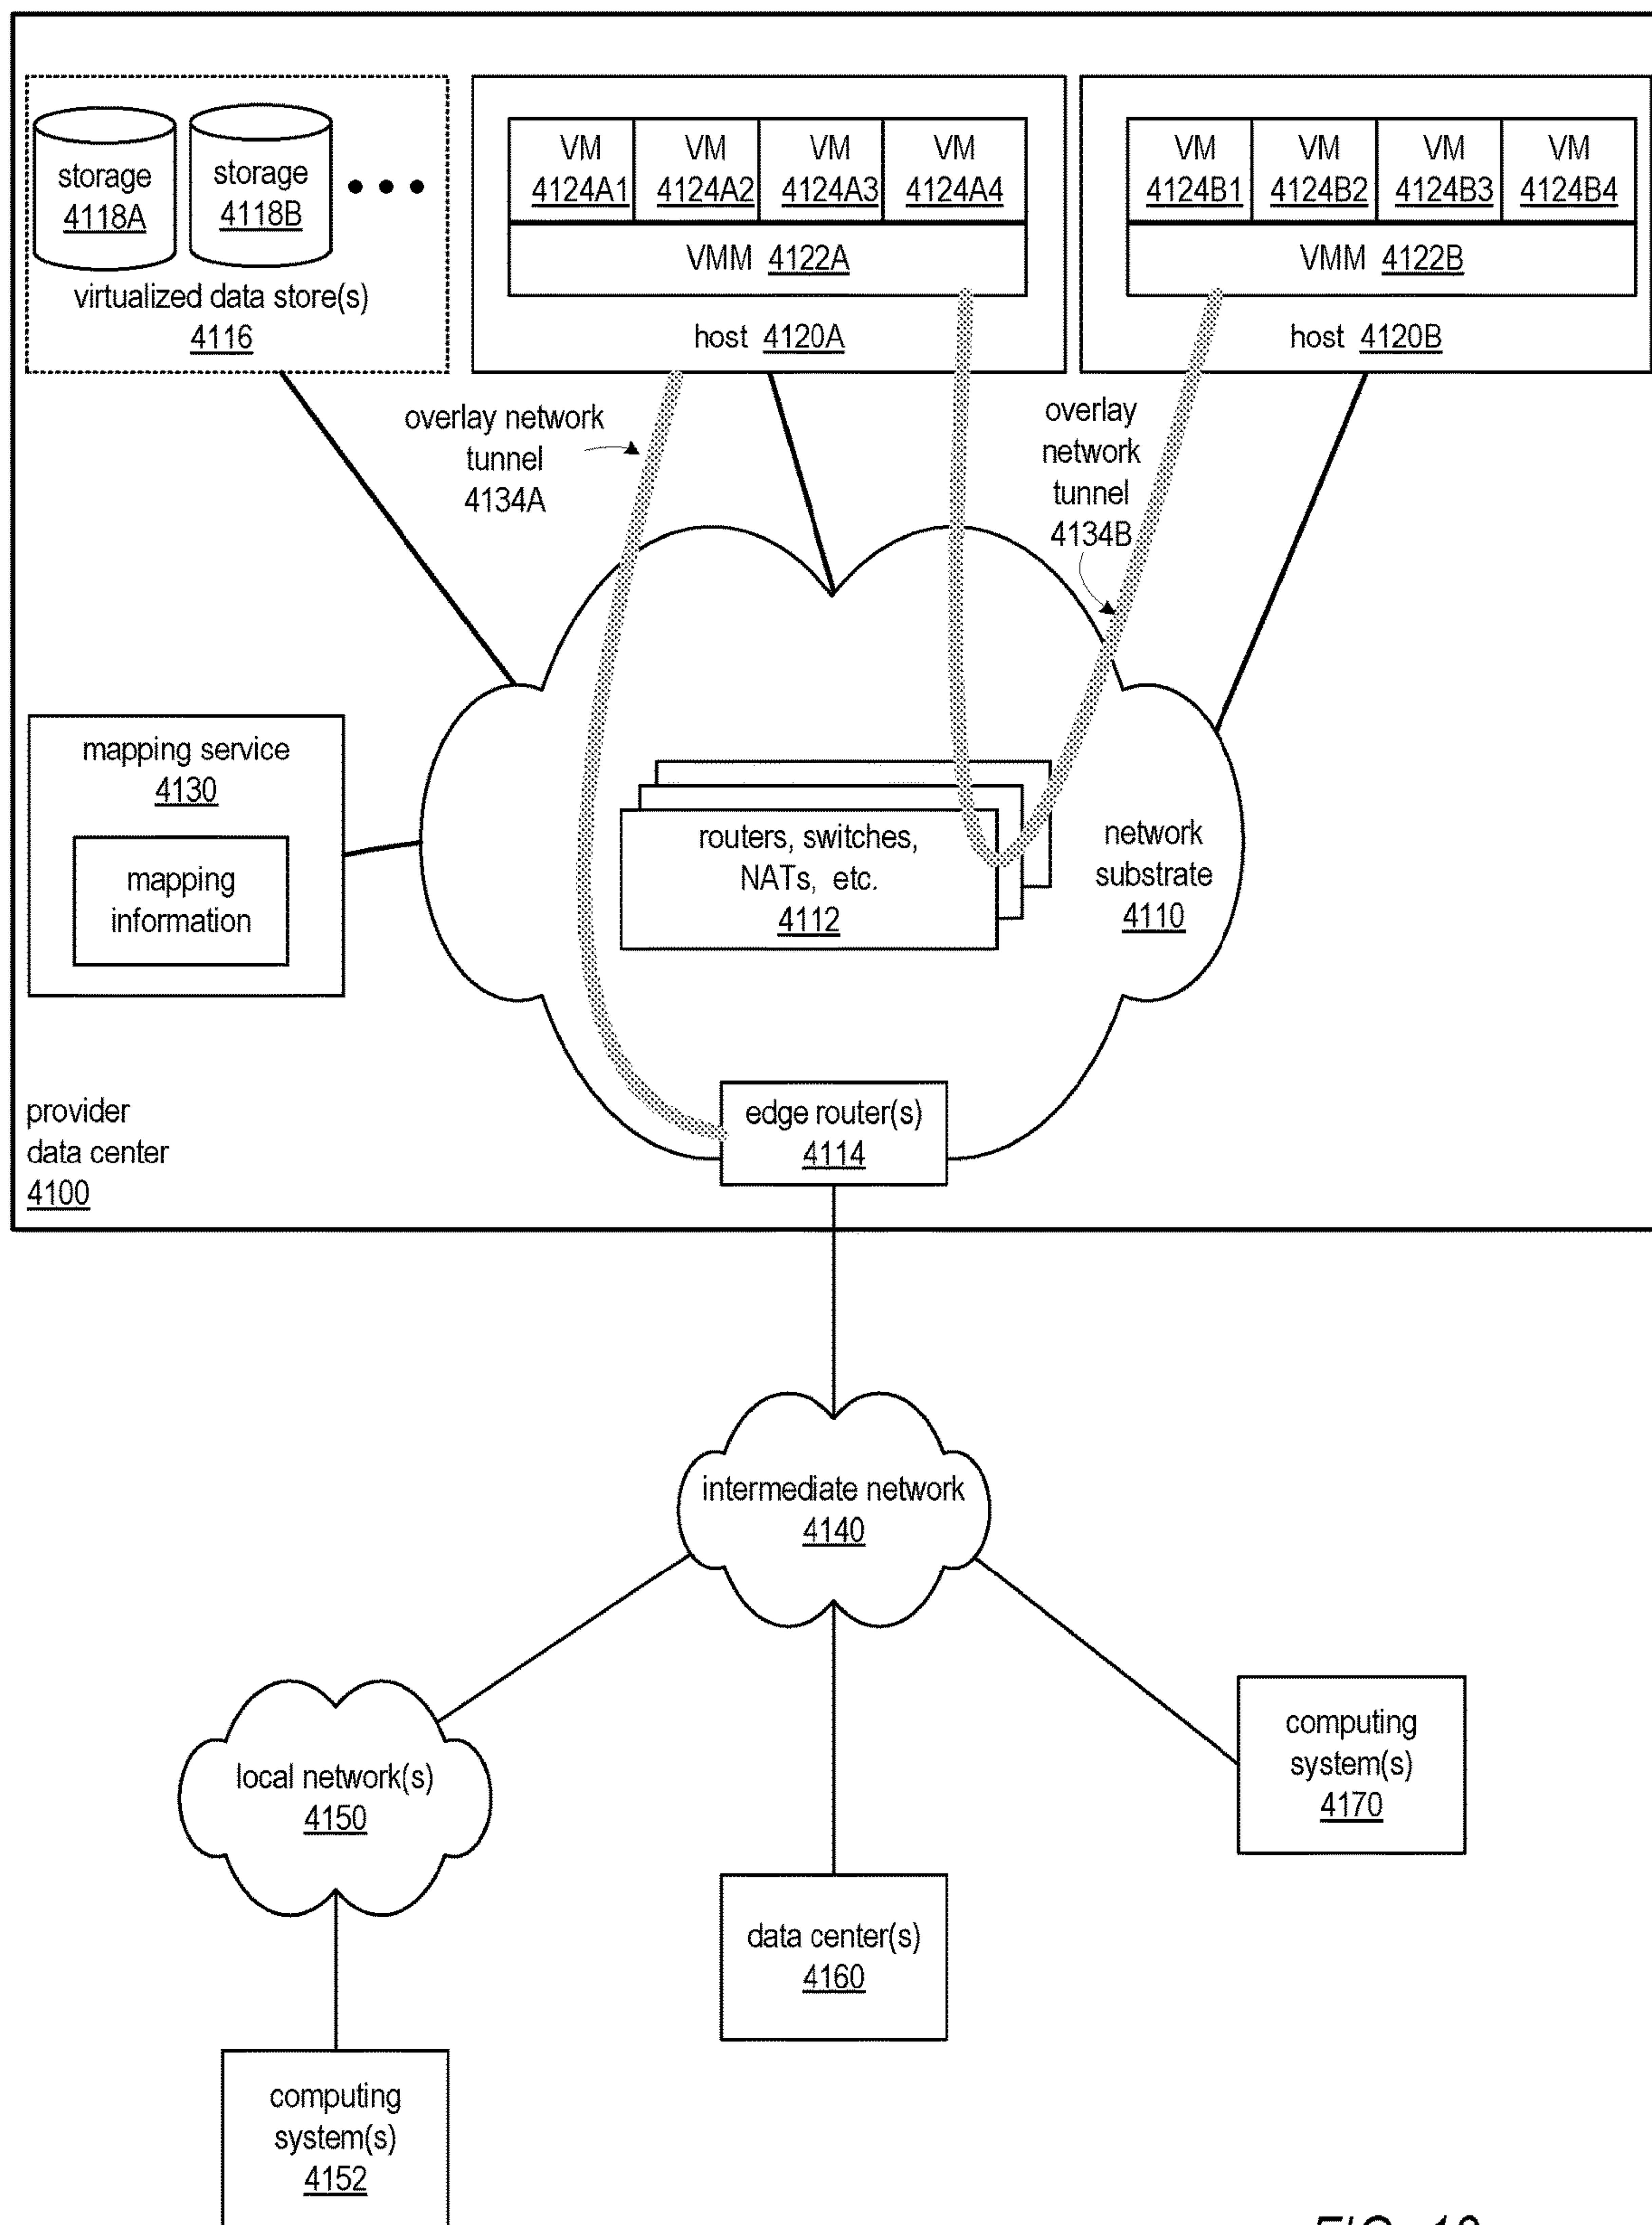 storage
4118A
storage
4118B
virtualized data store(s)
4116
VM
4124A1
VM
4124A2
VM
4124A3
VM
4124A4
VMM 4122A
host 4120A
VM
4124B1
VM
4124B2
VM
4124B3
VM
4124B4
VMM 4122B
host 4120B
overlay network
tunnel
4134A
overlay
network
tunnel
4134B
mapping service
4130
mapping
information
routers, switches,
NATs, etc.
4112
network
substrate
4110
edge router(s)
4114
provider
data center
4100
intermediate network
4140
local network(s)
4150
computing
system(s)
4170
data center(s)
4160
computing
system(s)
4152